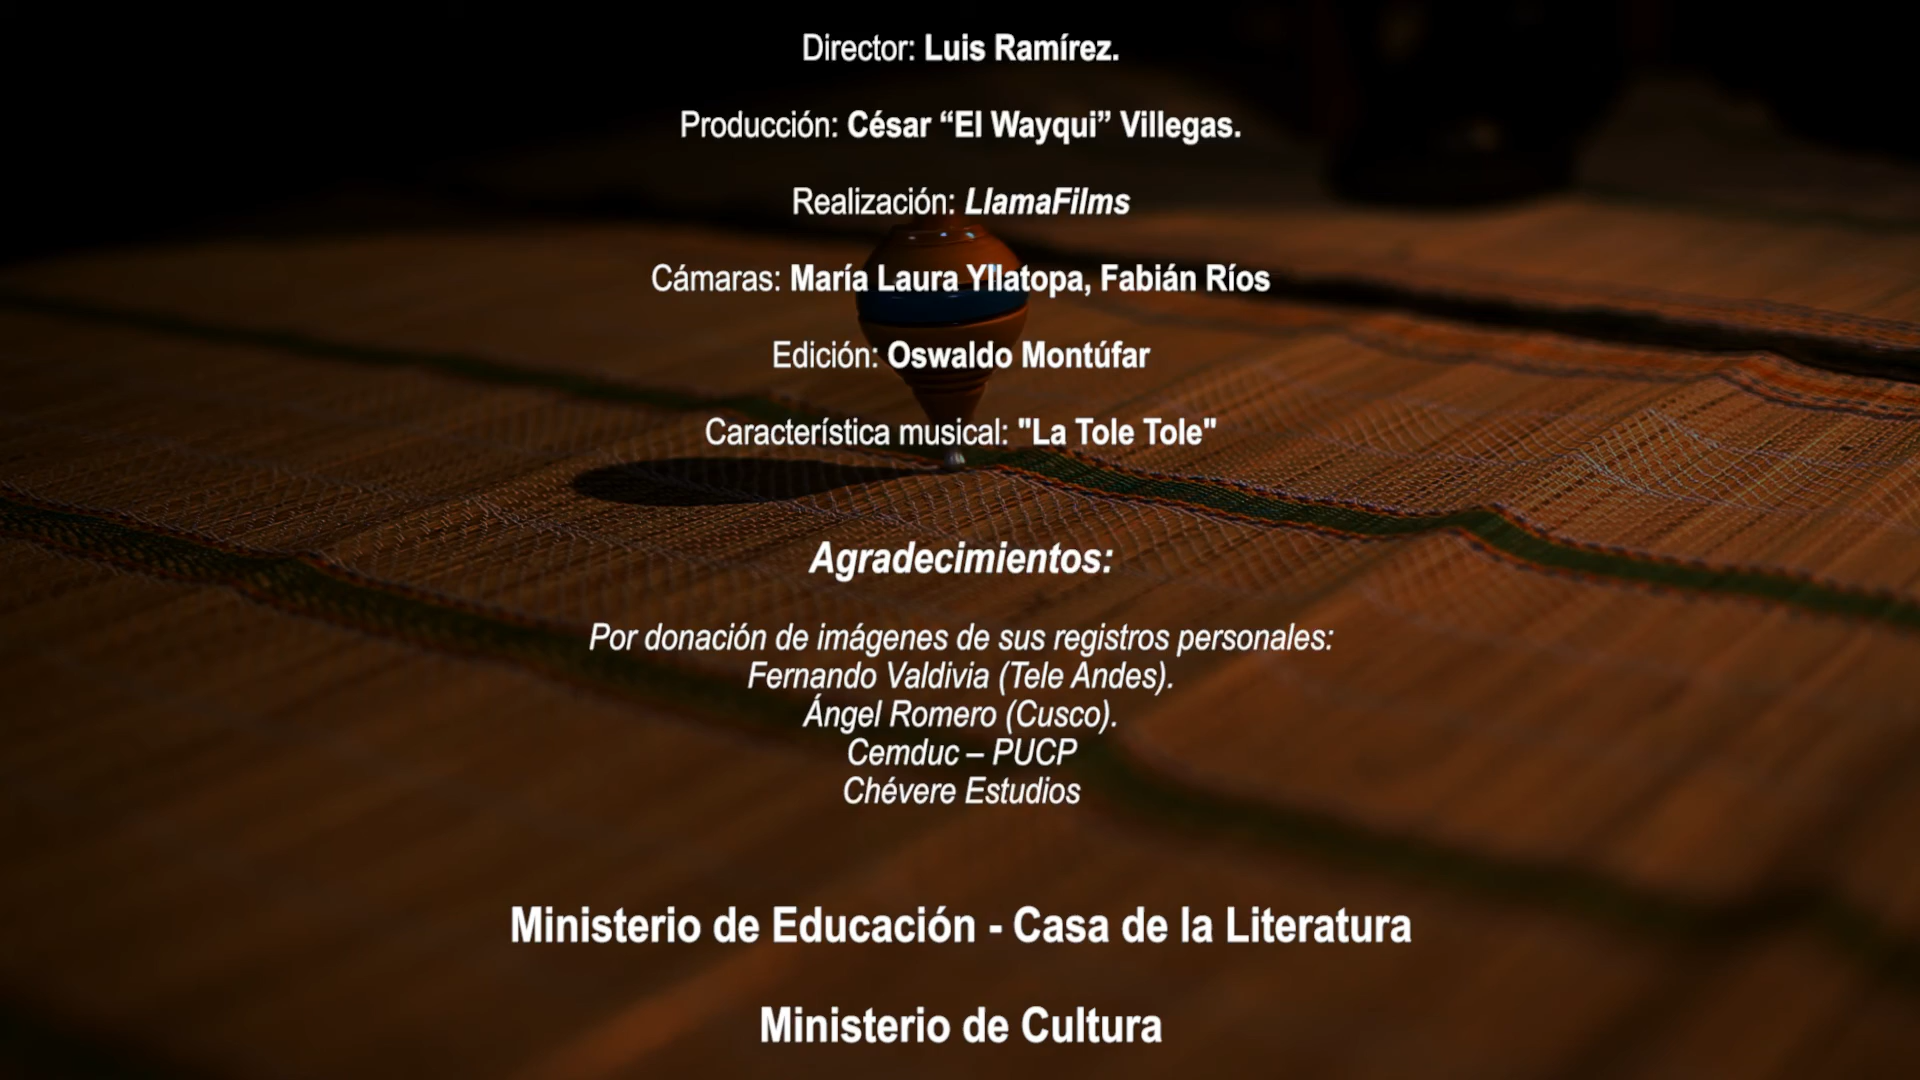 Director: Luis Ramírez.
Producción: César “El Wayqui” Villegas.
Realización: LlamaFilms
Cámaras: María Laura Yllatopa, Fabián Ríos
Edición: Oswaldo Montúfar
Característica musical: "La Tole Tole"
Agradecimientos:
Por donación de imágenes de sus registros personales:
Fernando Valdivia (Tele Andes).
Ángel Romero (Cusco).
Cemduc – PUCP
Chévere Estudios
Ministerio de Educación - Casa de la Literatura
Ministerio de Cultura